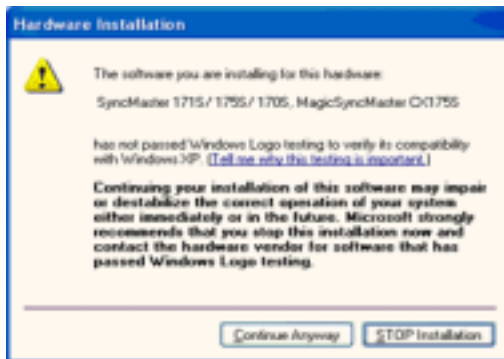 Hardware Installation
The software you are installing for this hardware:
SyncMaster 171S/ 175S/ 170S, MagicSyncMaster CX175S
has not passed Windows Logo testing to verify its compatibility
with Windows XP. (Tell me why this testing is important.)
Continuing your installation of this software may impair
or destabilize the correct operation of your system
either immediately or in the future. Microsoft strongly
recommends that you stop this installation now and
contact the hardware vendor for software that has
passed Windows Logo testing.
Continue Anyway
STOP Installation